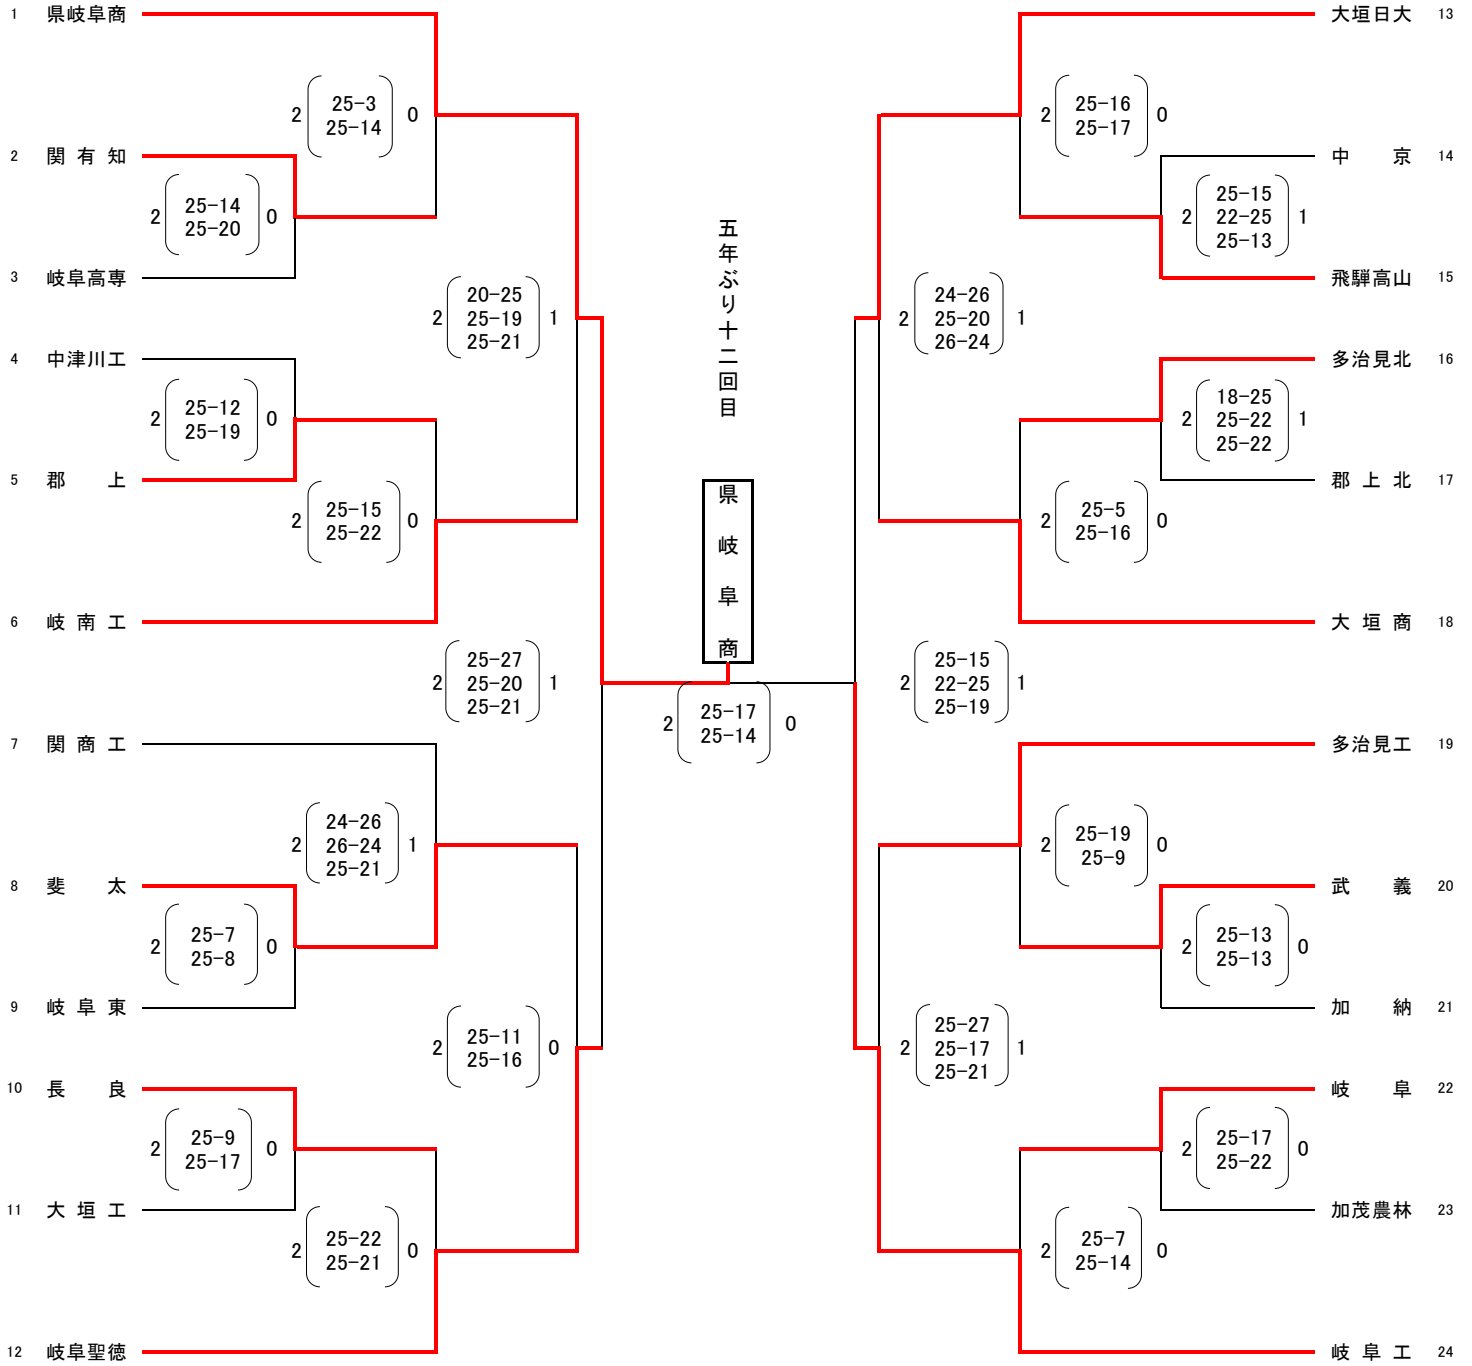 1 県岐阜商
2 25-3 0
25-14
2 関有知
2 25-14 0
25-20
3 岐阜高専
20-25
2 25-19 1
25-21
4 中津川工
2 25-12 0
25-19
5 郡上
2 25-15 0
25-22
6 岐南工
25-27
2 25-20 1
25-21
7 関商工
24-26
2 26-24 1
25-21
8 斐太
2 25-7 0
25-8
9 岐阜東
2 25-11 0
25-16
10 長良
2 25-9 0
25-17
11 大垣工
2 25-22 0
25-21
12 岐阜聖徳
五年ぶり十二回目
県岐阜商
2 25-17 0
25-14
大垣日大 13
2 25-16 0
25-17
中京 14
25-15
2 22-25 1
25-13
飛騨高山 15
24-26
2 25-20 1
26-24
多治見北 16
18-25
2 25-22 1
25-22
郡上北 17
2 25-5 0
25-16
大垣商 18
25-15
2 22-25 1
25-19
多治見工 19
2 25-19 0
25-9
武義 20
2 25-13 0
25-13
加納 21
25-27
2 25-17 1
25-21
岐阜 22
2 25-17 0
25-22
加茂農林 23
2 25-7 0
25-14
岐阜工 24